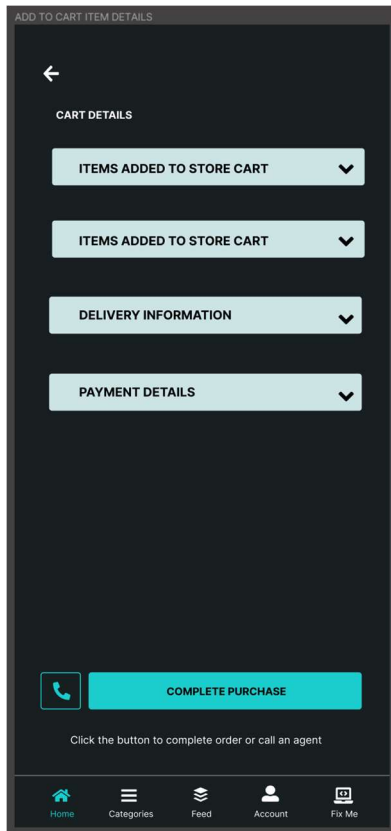 ADD TO CART ITEM DETAILS
CART DETAILS
ITEMS ADDED TO STORE CART
ITEMS ADDED TO STORE CART
DELIVERY INFORMATION
PAYMENT DETAILS
COMPLETE PURCHASE
Click the button to complete order or call an agent
Home Categories Feed Account Fix Me